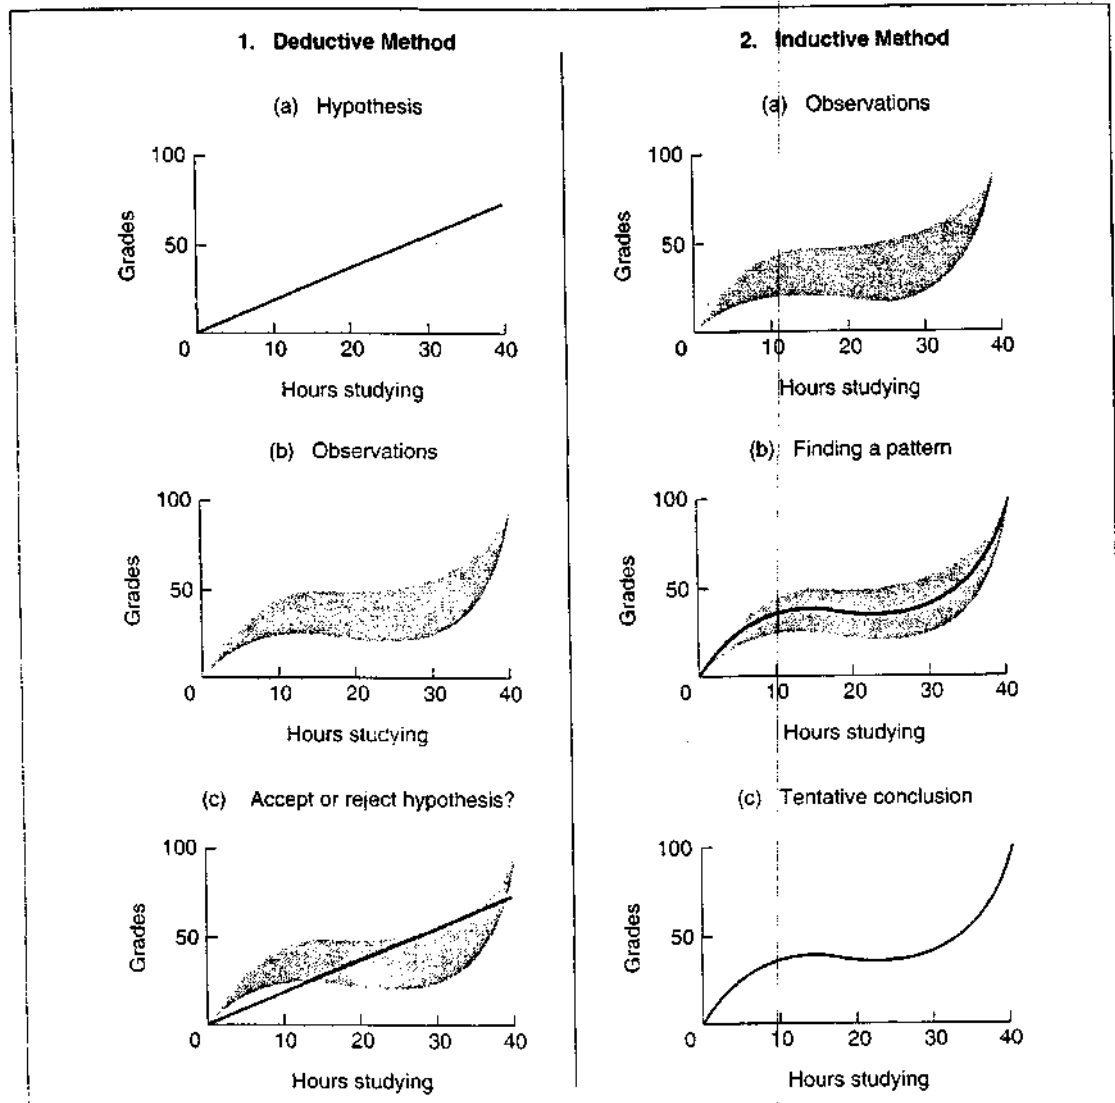 1. Deductive Method
(a) Hypothesis
100
50
Grades
0 10 20 30 40
Hours studying
(b) Observations
100
50
Grades
0 10 20 30 40
Hours studying
(c) Accept or reject hypothesis?
100
50
Grades
0 10 20 30 40
Hours studying
2. Inductive Method
(a) Observations
100
50
Grades
0 10 20 30 40
Hours studying
(b) Finding a pattern
100
50
Grades
0 10 20 30 40
Hours studying
(c) Tentative conclusion
100
50
Grades
0 10 20 30 40
Hours studying